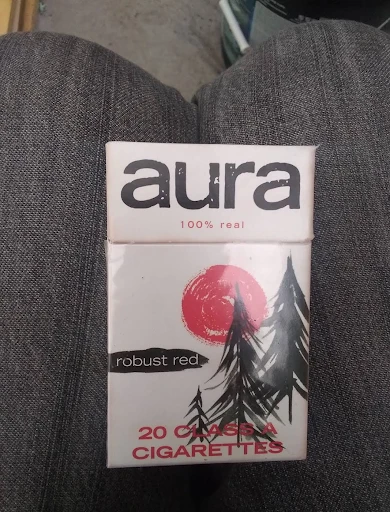 aura
100% real
robust red
20 CLASS A
CIGARETTES